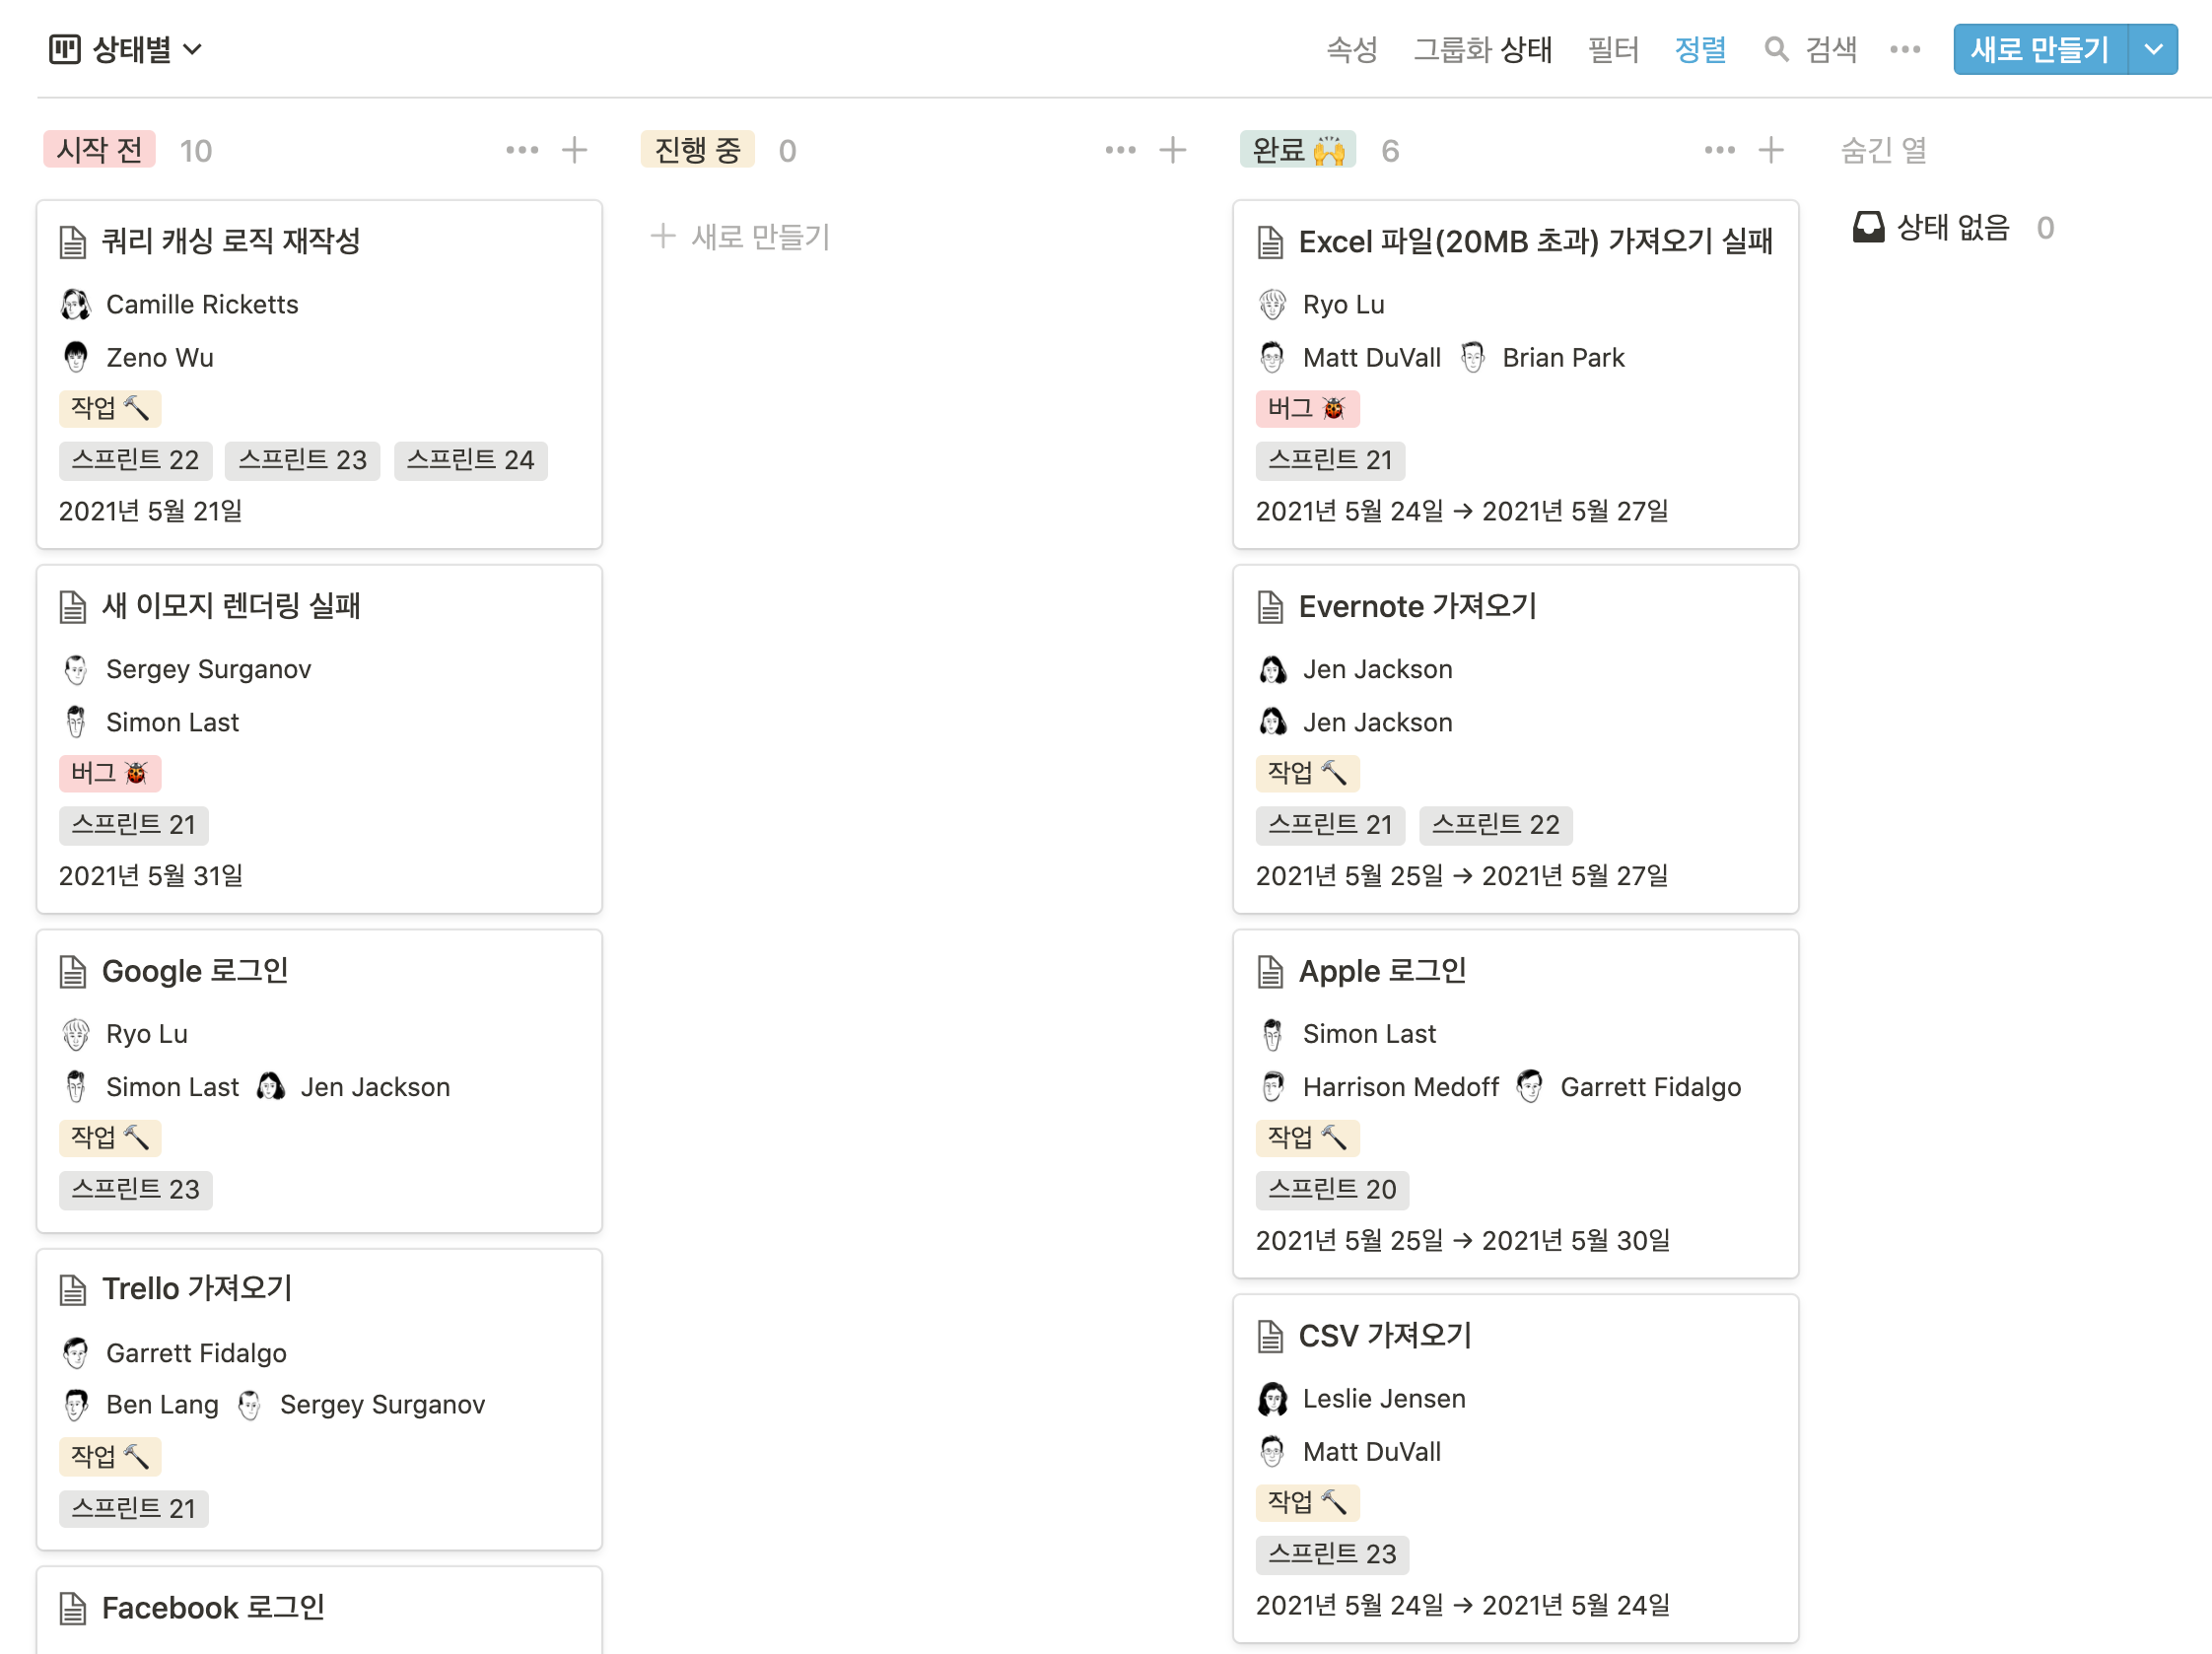 상태별
속성 그룹화 상태 필터 정렬 검색 새로 만들기
시작 전 10
쿼리 캐싱 로직 재작성
Camille Ricketts
Zeno Wu
작업 🔨
스프린트 22 스프린트 23 스프린트 24
2021년 5월 21일
새 이모지 렌더링 실패
Sergey Surganov
Simon Last
버그 🐞
스프린트 21
2021년 5월 31일
Google 로그인
Ryo Lu
Simon Last Jen Jackson
작업 🔨
스프린트 23
Trello 가져오기
Garrett Fidalgo
Ben Lang Sergey Surganov
작업 🔨
스프린트 21
Facebook 로그인
진행 중 0
새로 만들기
완료 🙌 6
Excel 파일(20MB 초과) 가져오기 실패
Ryo Lu
Matt DuVall Brian Park
버그 🐞
스프린트 21
2021년 5월 24일 → 2021년 5월 27일
Evernote 가져오기
Jen Jackson
Jen Jackson
작업 🔨
스프린트 21 스프린트 22
2021년 5월 25일 → 2021년 5월 27일
Apple 로그인
Simon Last
Harrison Medoff Garrett Fidalgo
작업 🔨
스프린트 20
2021년 5월 25일 → 2021년 5월 30일
CSV 가져오기
Leslie Jensen
Matt DuVall
작업 🔨
스프린트 23
2021년 5월 24일 → 2021년 5월 24일
숨긴 열
상태 없음 0